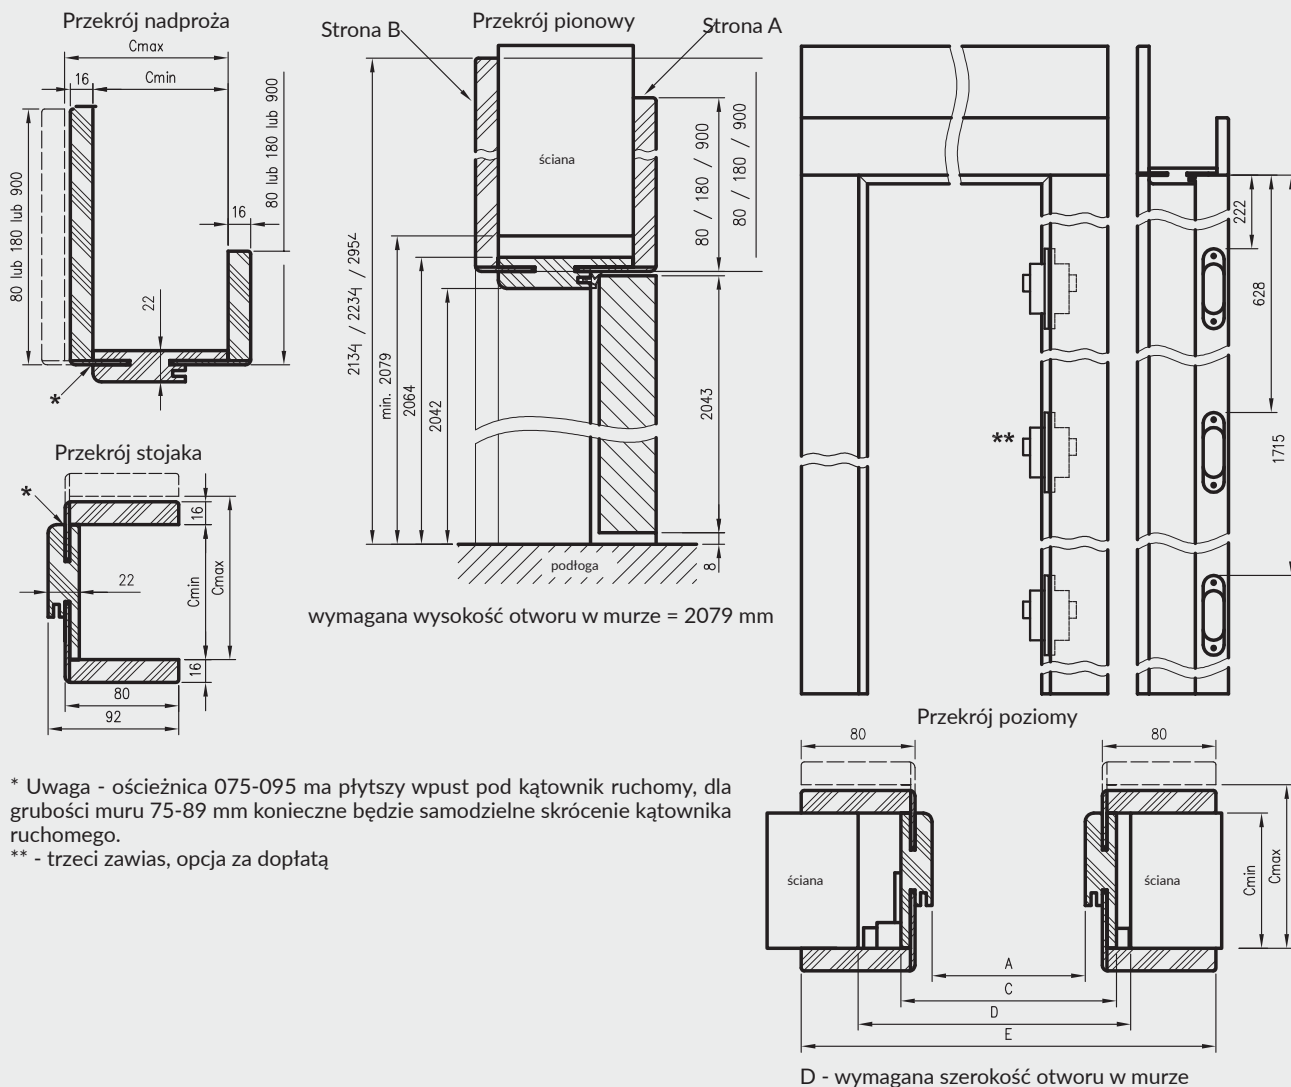 Przekrój nadproża
Cmax
16
Cmin
80 lub 180 lub 900
80 lub 180 lub 900
16
22
*
Przekrój stojaka
*
16
22
Cmin
Cmax
16
80
92
Strona B
Przekrój pionowy
Strona A
ściana
80 / 180 / 900
80 / 180 / 900
2134 / 2234 / 2954
min. 2079
2064
2042
2043
8
podłoga
wymagana wysokość otworu w murze = 2079 mm
222
628
1715
**
Przekrój poziomy
80
80
ściana
ściana
Cmin
Cmax
A
C
D
E
D - wymagana szerokość otworu w murze
* Uwaga - ościeżnica 075-095 ma płytszy wpust pod kątownik ruchomy, dla
grubości muru 75-89 mm konieczne będzie samodzielne skrócenie kątownika
ruchomego.
** - trzeci zawias, opcja za dopłatą